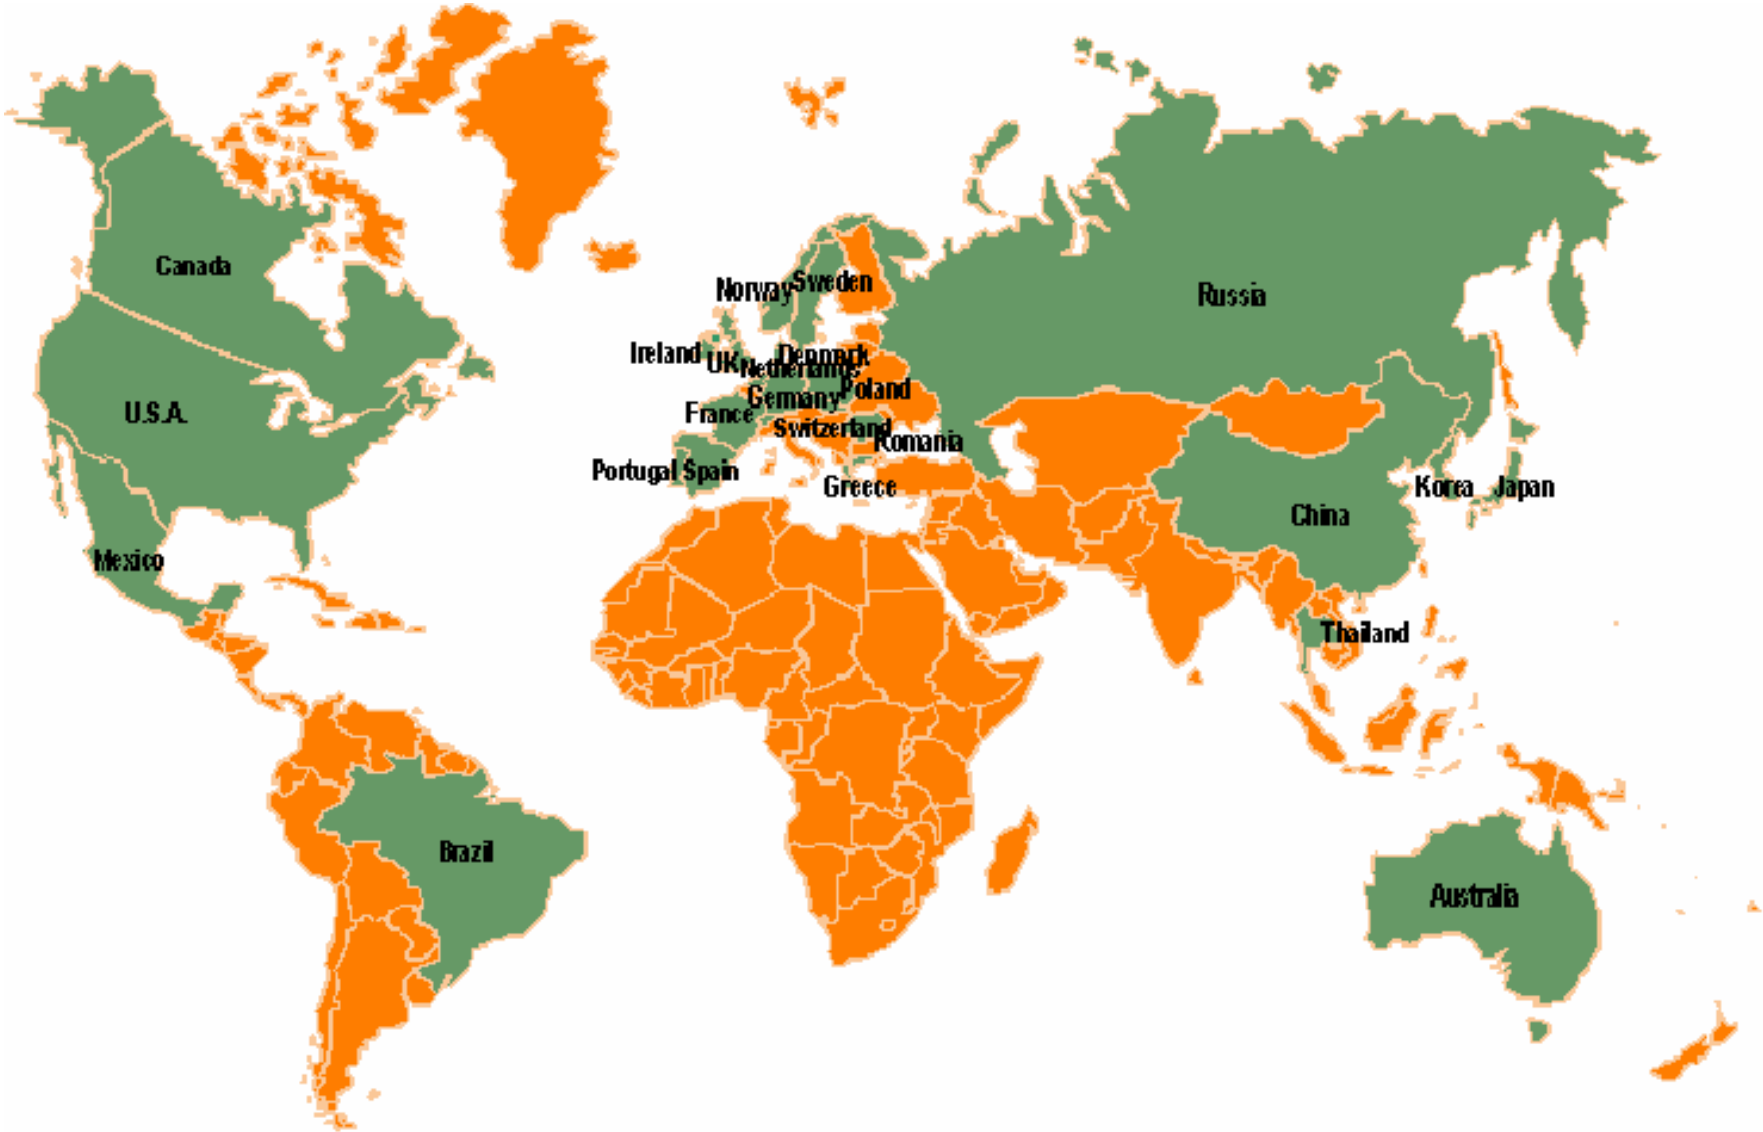 Canada
Norway
Sweden
Russia
Ireland
UK
Denmark
Netherlands
U.S.A.
Germany
Poland
France
Switzerland
Romania
Portugal
Spain
Greece
Korea
Japan
China
Mexico
Thailand
Brazil
Australia